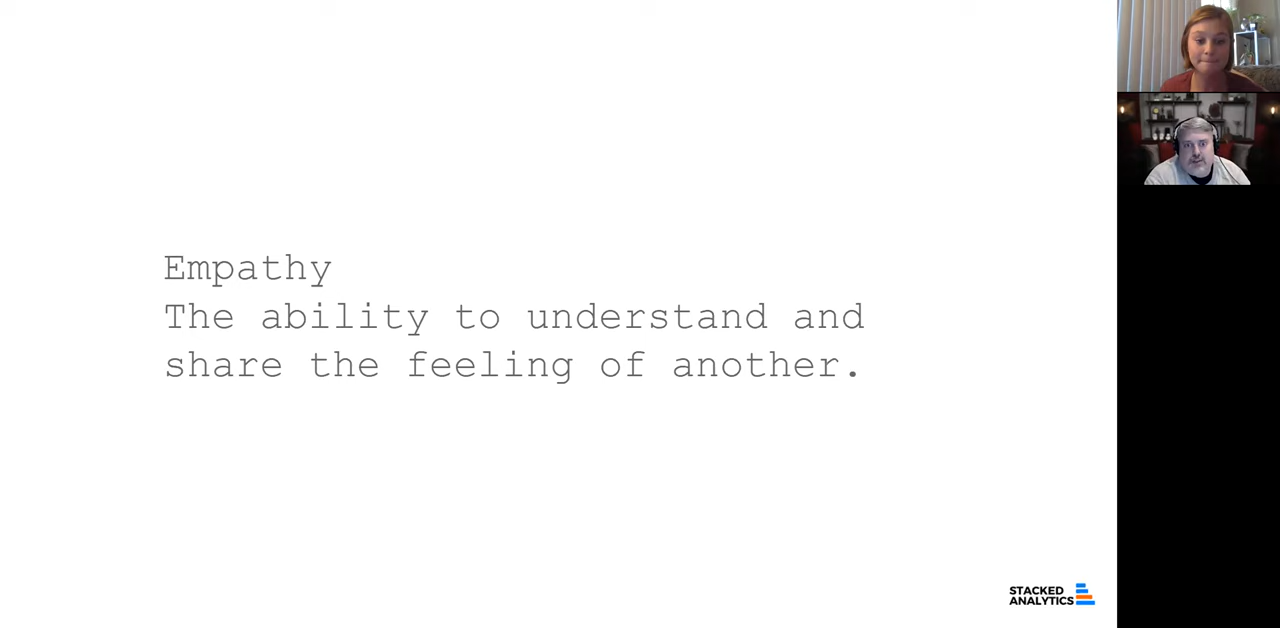 Empathy
The ability to understand and
share the feeling of another.
STACKED
ANALYTICS